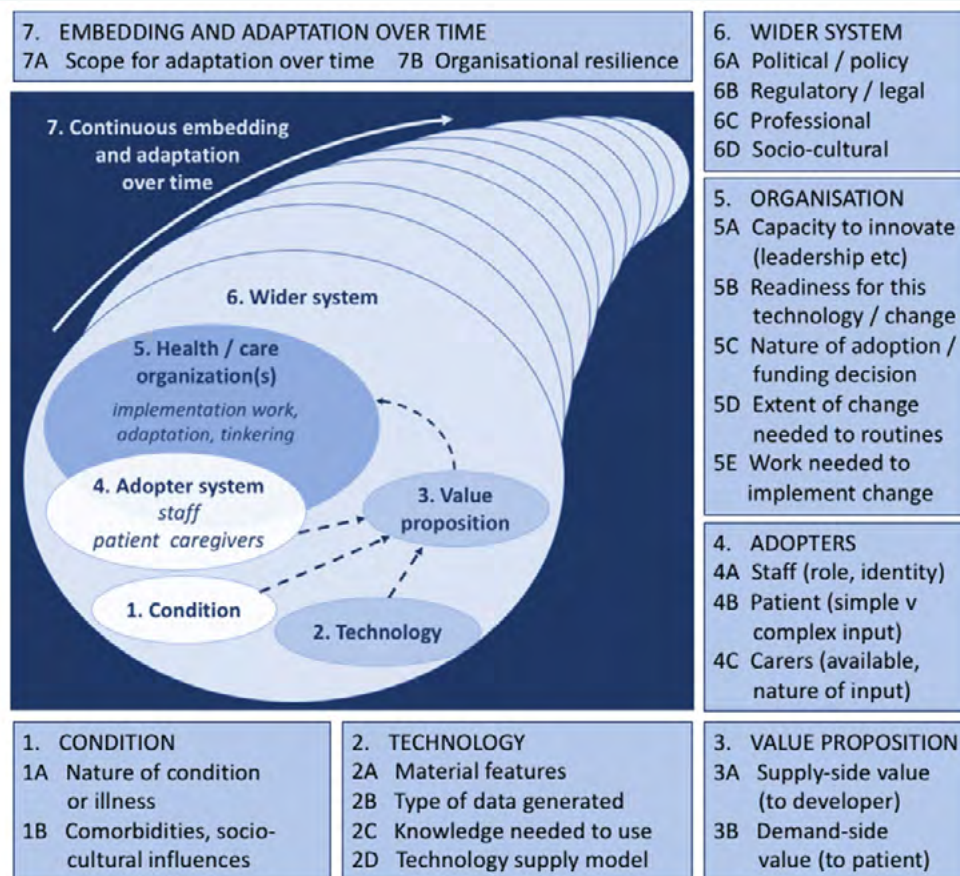 7. EMBEDDING AND ADAPTATION OVER TIME
7A Scope for adaptation over time 7B Organisational resilience
7. Continuous embedding
and adaptation
over time
6. Wider system
5. Health / care
organization(s)
implementation work,
adaptation, tinkering
4. Adopter system
staff
patient caregivers
3. Value
proposition
1. Condition
2. Technology
6. WIDER SYSTEM
6A Political / policy
6B Regulatory / legal
6C Professional
6D Socio-cultural
5. ORGANISATION
5A Capacity to innovate
(leadership etc)
5B Readiness for this
technology / change
5C Nature of adoption /
funding decision
5D Extent of change
needed to routines
5E Work needed to
implement change
4. ADOPTERS
4A Staff (role, identity)
4B Patient (simple v
complex input)
4C Carers (available,
nature of input)
1. CONDITION
1A Nature of condition
or illness
1B Comorbidities, socio-
cultural influences
2. TECHNOLOGY
2A Material features
2B Type of data generated
2C Knowledge needed to use
2D Technology supply model
3. VALUE PROPOSITION
3A Supply-side value
(to developer)
3B Demand-side
value (to patient)